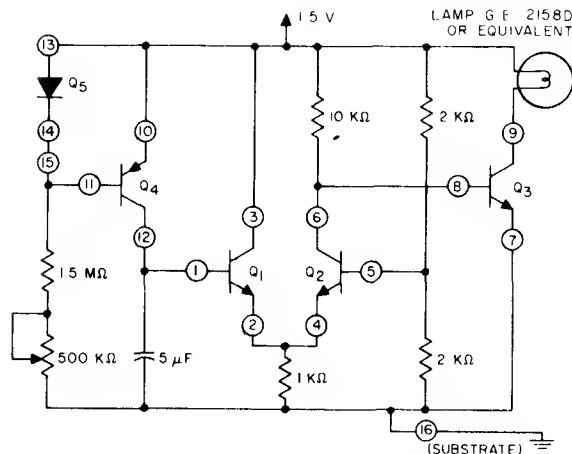 1.5 V
LAMP G E 2158D
OR EQUIVALENT
13
Q5
14
15
10
11
Q4
12
10 KΩ
2 KΩ
9
8
Q3
7
3
6
1
Q1
Q2
5
2
4
1.5 MΩ
500 KΩ
5 μF
1 KΩ
2 KΩ
16
(SUBSTRATE)